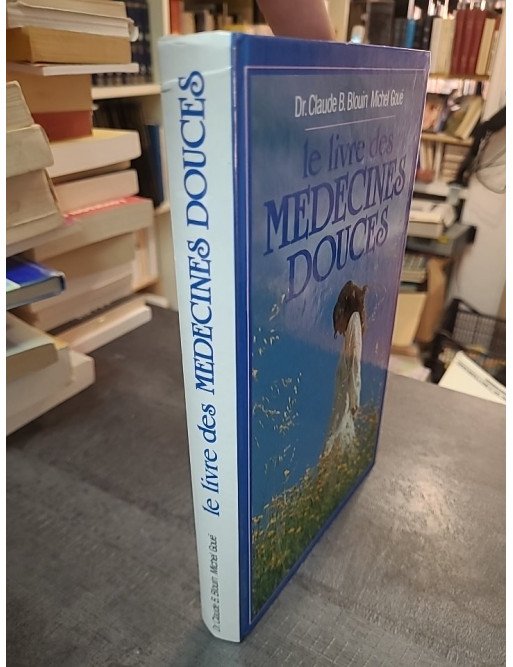 Dr. Claude B. Blouin Michel Goué
le livre des
MEDECINES
DOUCES
le livre des MEDECINES DOUCES
Dr. Claude B. Blouin Michel Goué